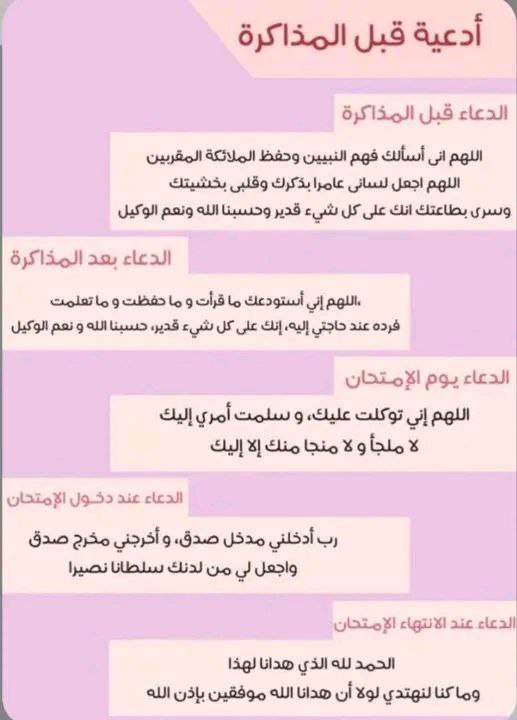 أدعية قبل المذاكرة
الدعاء قبل المذاكرة
اللهم انى أسألك فهم النبيين وحفظ الملائكة المقربين
اللهم اجعل لسانى عامرا بذكرك وقلبى بخشيتك
وسرى بطاعتك انك على كل شيء قدير وحسبنا الله ونعم الوكيل
الدعاء بعد المذاكرة
،اللهم إني أستودعك ما قرأت و ما حفظت و ما تعلمت
فرده عند حاجتي إليه، إنك على كل شيء قدير، حسبنا الله و نعم الوكيل
الدعاء يوم الإمتحان
اللهم إني توكلت عليك، و سلمت أمري إليك
لا ملجأ و لا منجا منك إلا إليك
الدعاء عند دخول الإمتحان
رب أدخلني مدخل صدق، و أخرجني مخرج صدق
واجعل لي من لدنك سلطانا نصيرا
الدعاء عند الانتهاء الإمتحان
الحمد لله الذي هدانا لهذا
وما كنا لنهتدي لولا أن هدانا الله موفقين بإذن الله